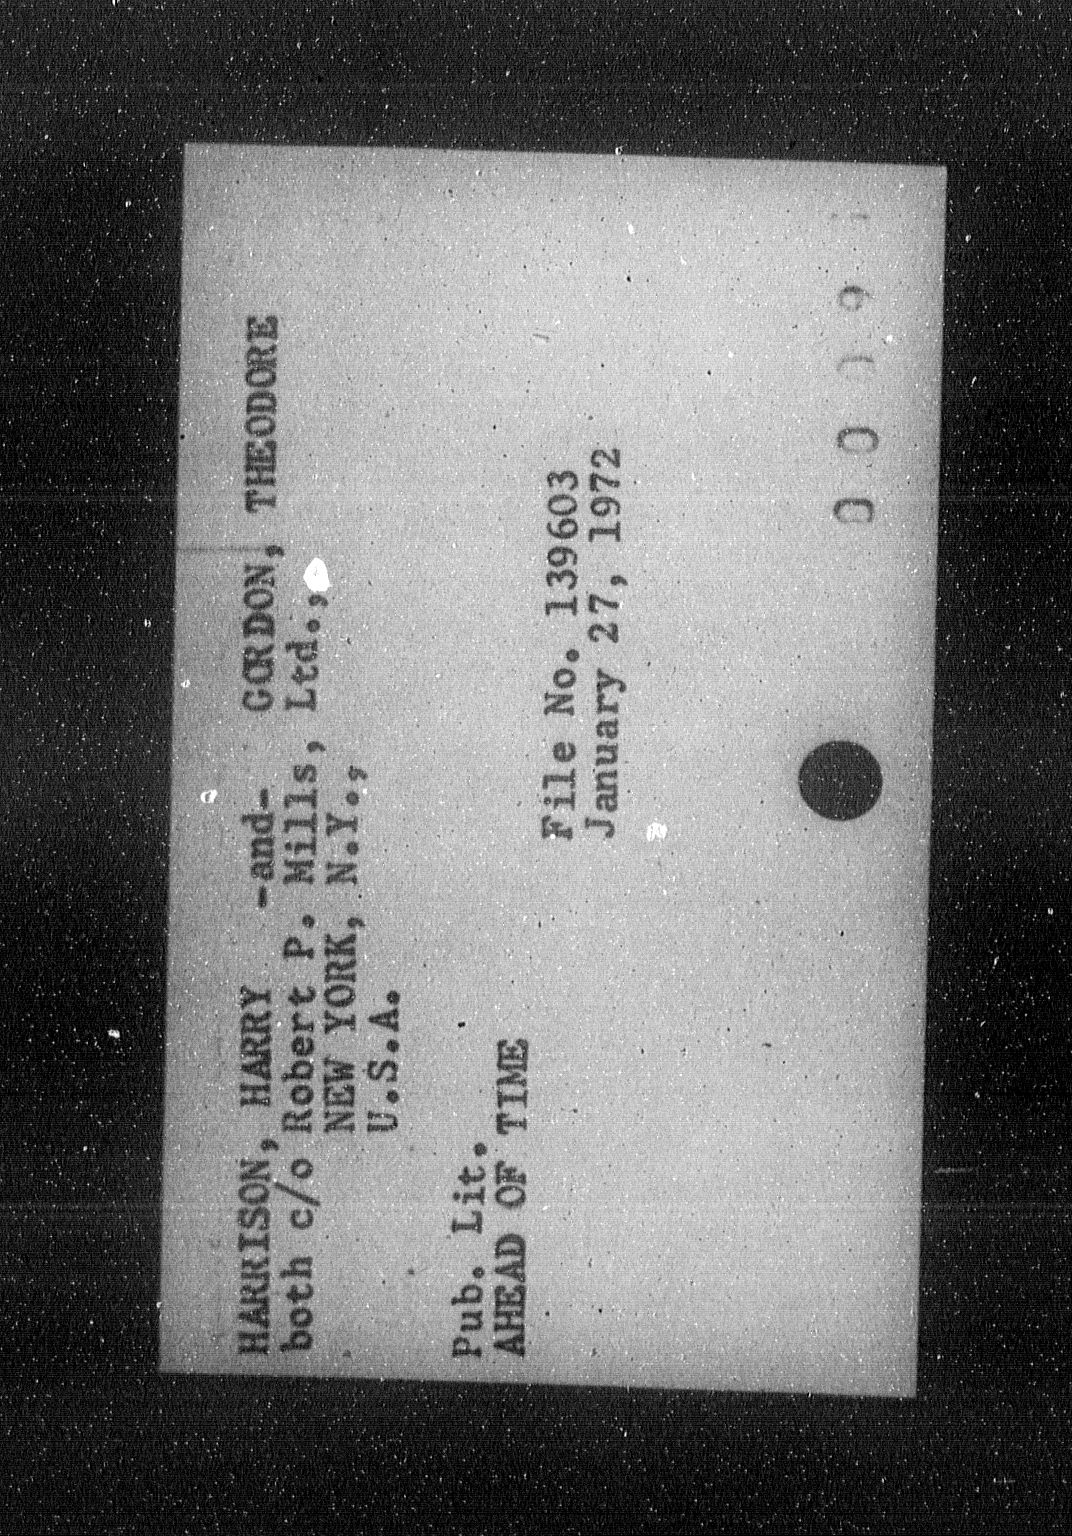 HARRISON, HARRY -and- GORDON, THEODORE
both c/o Robert P. Mills, Ltd.,
NEW YORK, N.Y.,
U.S.A.
Pub. Lit.
AHEAD OF TIME
File No. 139603
January 27, 1972